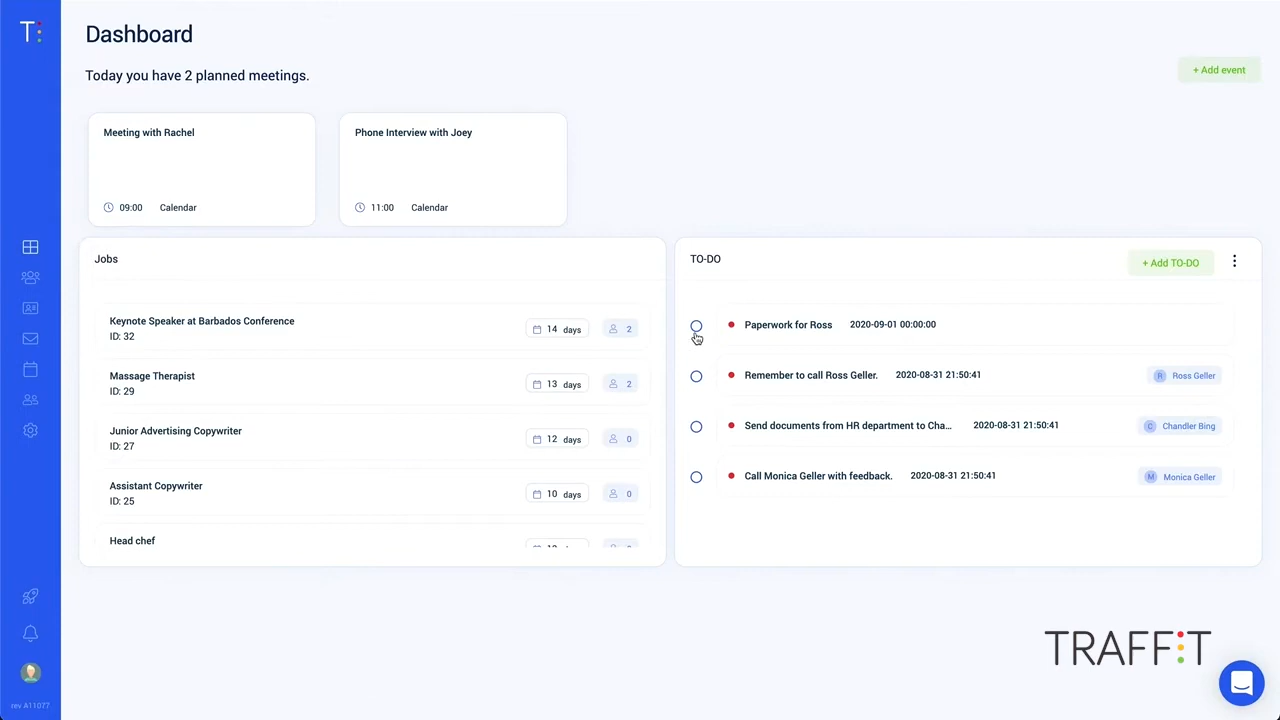 T:
Dashboard
Today you have 2 planned meetings.
+ Add event
Meeting with Rachel
09:00 Calendar
Phone Interview with Joey
11:00 Calendar
Jobs
Keynote Speaker at Barbados Conference
ID: 32
14 days 2
Massage Therapist
ID: 29
13 days 2
Junior Advertising Copywriter
ID: 27
12 days 0
Assistant Copywriter
ID: 25
10 days 0
Head chef
TO-DO
+ Add TO-DO
Paperwork for Ross 2020-09-01 00:00:00
Remember to call Ross Geller. 2020-08-31 21:50:41 R Ross Geller
Send documents from HR department to Cha... 2020-08-31 21:50:41 C Chandler Bing
Call Monica Geller with feedback. 2020-08-31 21:50:41 M Monica Geller
rev A11077
TRAFFIT